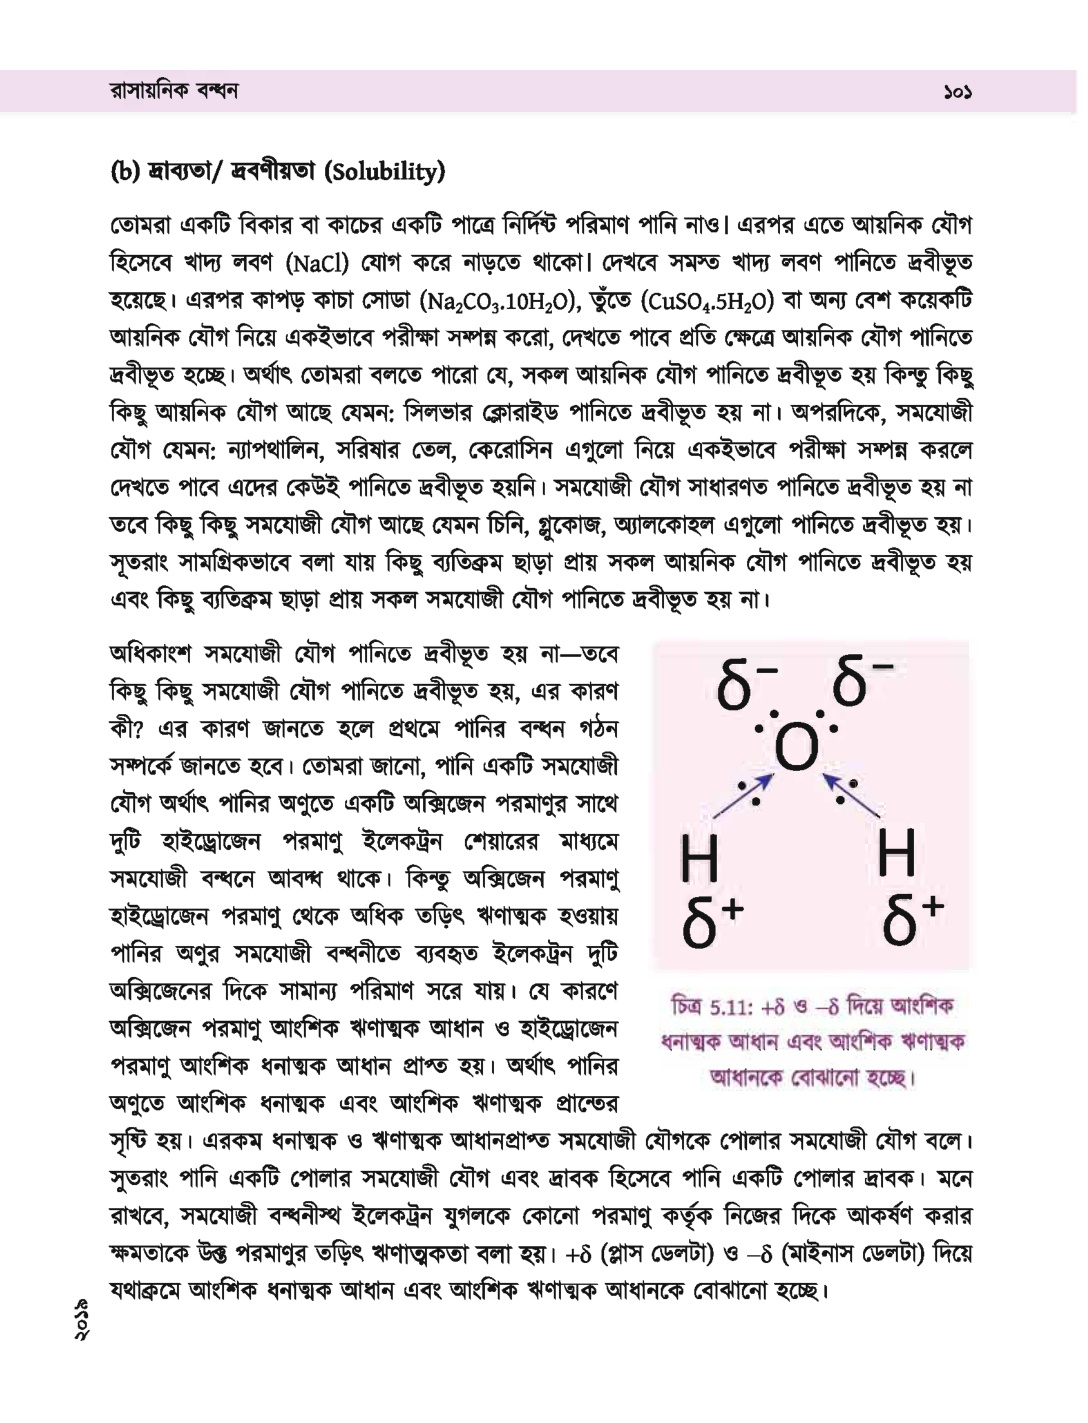 রাসায়নিক বন্ধন ১০১
(b) দ্রাব্যতা/ দ্রবণীয়তা (Solubility)
তোমরা একটি বিকার বা কাচের একটি পাত্রে নির্দিষ্ট পরিমাণ পানি নাও। এরপর এতে আয়নিক যৌগ
হিসেবে খাদ্য লবণ (NaCl) যোগ করে নাড়তে থাকো। দেখবে সমস্ত খাদ্য লবণ পানিতে দ্রবীভূত
হয়েছে। এরপর কাপড় কাচা সোডা (Na₂CO₃.10H₂O), তুঁতে (CuSO₄.5H₂O) বা অন্য বেশ কয়েকটি
আয়নিক যৌগ নিয়ে একইভাবে পরীক্ষা সম্পন্ন করো, দেখতে পাবে প্রতি ক্ষেত্রে আয়নিক যৌগ পানিতে
দ্রবীভূত হচ্ছে। অর্থাৎ তোমরা বলতে পারো যে, সকল আয়নিক যৌগ পানিতে দ্রবীভূত হয় কিন্তু কিছু
কিছু আয়নিক যৌগ আছে যেমন: সিলভার ক্লোরাইড পানিতে দ্রবীভূত হয় না। অপরদিকে, সমযোজী
যৌগ যেমন: ন্যাপথালিন, সরিষার তেল, কেরোসিন এগুলো নিয়ে একইভাবে পরীক্ষা সম্পন্ন করলে
দেখতে পাবে এদের কেউই পানিতে দ্রবীভূত হয়নি। সমযোজী যৌগ সাধারণত পানিতে দ্রবীভূত হয় না
তবে কিছু কিছু সমযোজী যৌগ আছে যেমন চিনি, গ্লুকোজ, অ্যালকোহল এগুলো পানিতে দ্রবীভূত হয়।
সূতরাং সামগ্রিকভাবে বলা যায় কিছু ব্যতিক্রম ছাড়া প্রায় সকল আয়নিক যৌগ পানিতে দ্রবীভূত হয়
এবং কিছু ব্যতিক্রম ছাড়া প্রায় সকল সমযোজী যৌগ পানিতে দ্রবীভূত হয় না।
অধিকাংশ সমযোজী যৌগ পানিতে দ্রবীভূত হয় না—তবে
কিছু কিছু সমযোজী যৌগ পানিতে দ্রবীভূত হয়, এর কারণ
কী? এর কারণ জানতে হলে প্রথমে পানির বন্ধন গঠন
সম্পর্কে জানতে হবে। তোমরা জানো, পানি একটি সমযোজী
যৌগ অর্থাৎ পানির অণুতে একটি অক্সিজেন পরমাণুর সাথে
দুটি হাইড্রোজেন পরমাণু ইলেকট্রন শেয়ারের মাধ্যমে
সমযোজী বন্ধনে আবদ্ধ থাকে। কিন্তু অক্সিজেন পরমাণু
হাইড্রোজেন পরমাণু থেকে অধিক তড়িৎ ঋণাত্মক হওয়ায়
পানির অণুর সমযোজী বন্ধনীতে ব্যবহৃত ইলেকট্রন দুটি
অক্সিজেনের দিকে সামান্য পরিমাণ সরে যায়। যে কারণে
অক্সিজেন পরমাণু আংশিক ঋণাত্মক আধান ও হাইড্রোজেন
পরমাণু আংশিক ধনাত্মক আধান প্রাপ্ত হয়। অর্থাৎ পানির
অণুতে আংশিক ধনাত্মক এবং আংশিক ঋণাত্মক প্রান্তের
δ⁻ δ⁻
O
H H
δ⁺ δ⁺
চিত্র 5.11: +δ ও –δ দিয়ে আংশিক
ধনাত্মক আধান এবং আংশিক ঋণাত্মক
আধানকে বোঝানো হচ্ছে।
সৃষ্টি হয়। এরকম ধনাত্মক ও ঋণাত্মক আধানপ্রাপ্ত সমযোজী যৌগকে পোলার সমযোজী যৌগ বলে।
সুতরাং পানি একটি পোলার সমযোজী যৌগ এবং দ্রাবক হিসেবে পানি একটি পোলার দ্রাবক। মনে
রাখবে, সমযোজী বন্ধনীস্থ ইলেকট্রন যুগলকে কোনো পরমাণু কর্তৃক নিজের দিকে আকর্ষণ করার
ক্ষমতাকে উক্ত পরমাণুর তড়িৎ ঋণাত্মকতা বলা হয়। +δ (প্লাস ডেলটা) ও –δ (মাইনাস ডেলটা) দিয়ে
যথাক্রমে আংশিক ধনাত্মক আধান এবং আংশিক ঋণাত্মক আধানকে বোঝানো হচ্ছে।
২০১৯